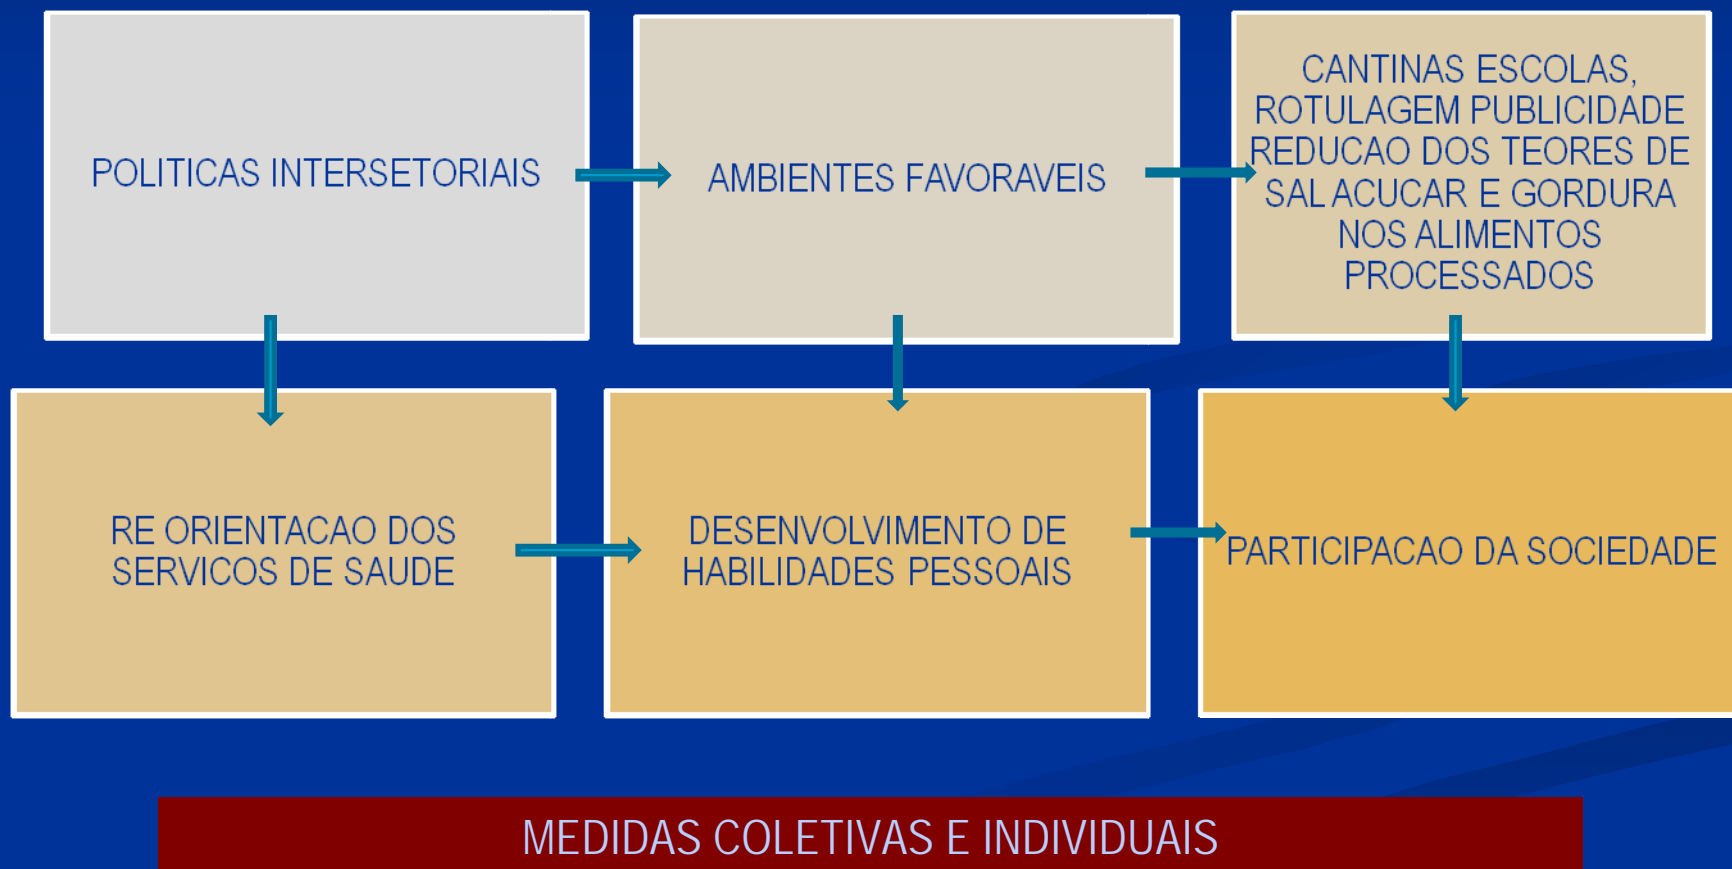 POLITICAS INTERSETORIAIS
AMBIENTES FAVORAVEIS
CANTINAS ESCOLAS,
ROTULAGEM PUBLICIDADE
REDUCAO DOS TEORES DE
SAL ACUCAR E GORDURA
NOS ALIMENTOS
PROCESSADOS
RE ORIENTACAO DOS
SERVICOS DE SAUDE
DESENVOLVIMENTO DE
HABILIDADES PESSOAIS
PARTICIPACAO DA SOCIEDADE
MEDIDAS COLETIVAS E INDIVIDUAIS